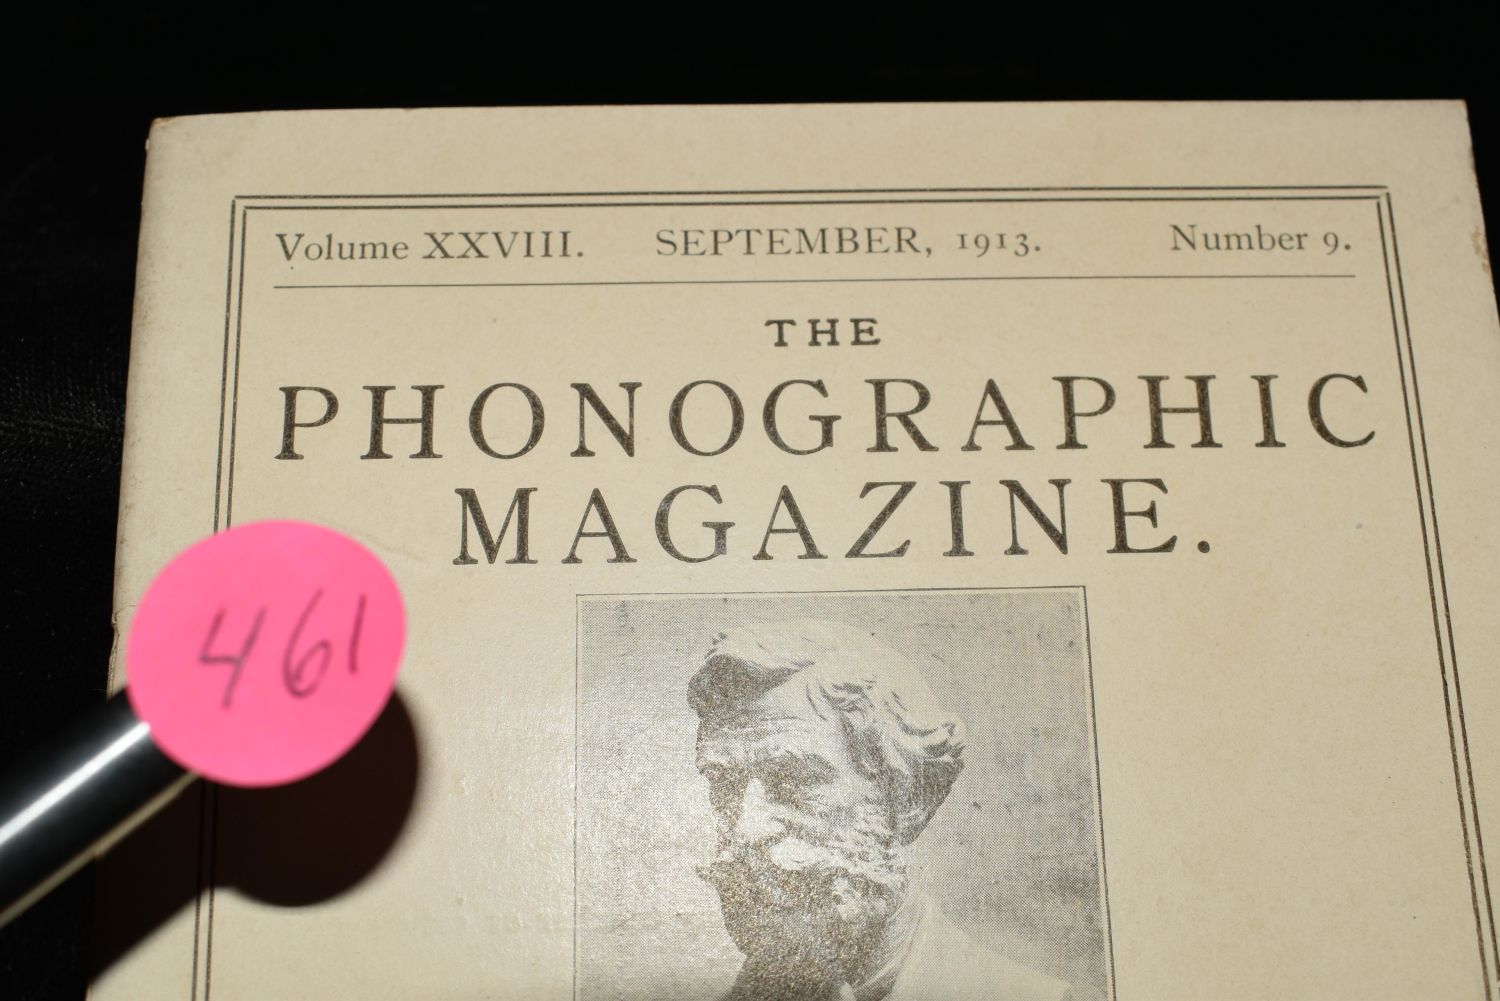 Volume XXVIII. SEPTEMBER, 1913. Number 9.
THE
PHONOGRAPHIC
MAGAZINE.
461